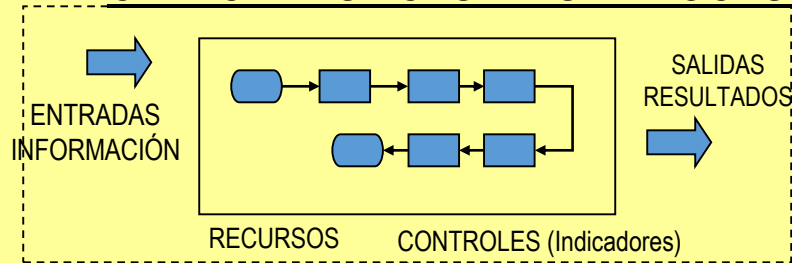 ENTRADAS
INFORMACIÓN
SALIDAS
RESULTADOS
RECURSOS
CONTROLES (Indicadores)